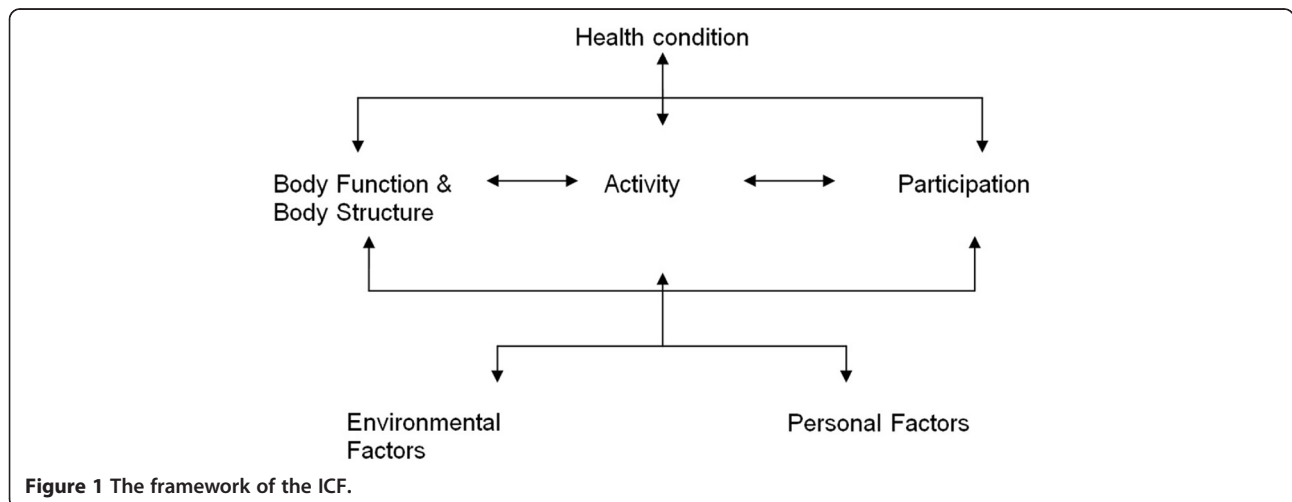 Health condition
Body Function &
Body Structure
Activity
Participation
Environmental
Factors
Personal Factors
Figure 1 The framework of the ICF.